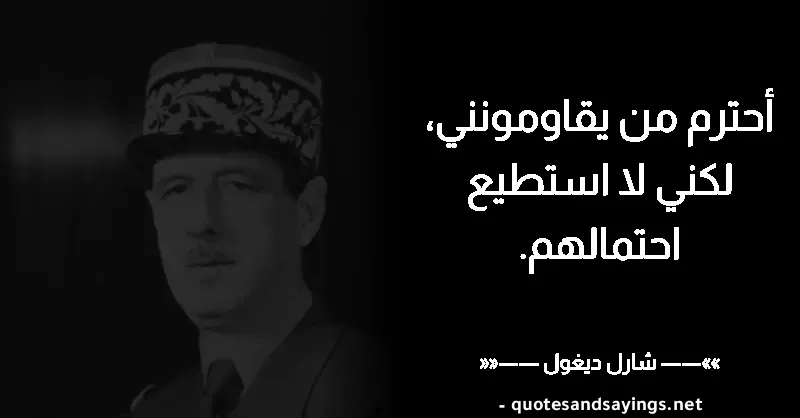 أحترم من يقاومونني،
لكني لا استطيع
احتمالهم.
»»—— شارل ديغول ——««
- quotesandsayings.net